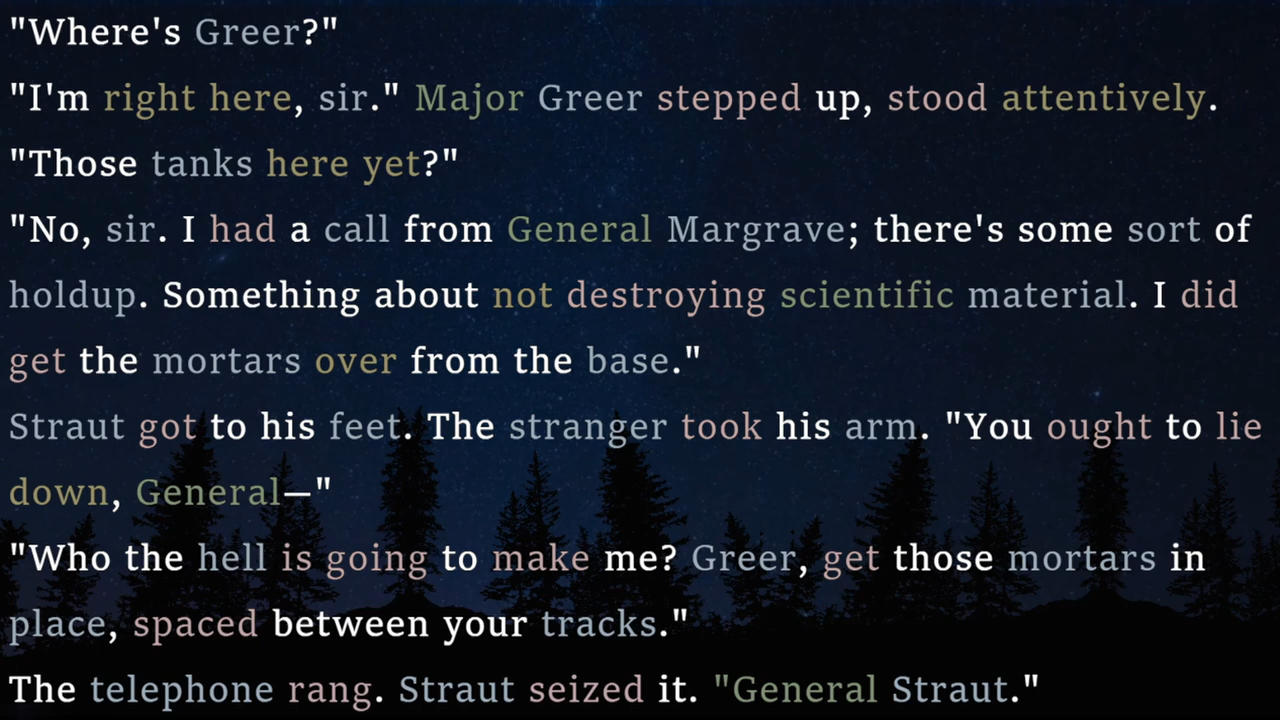 "Where's Greer?"
"I'm right here, sir." Major Greer stepped up, stood attentively.
"Those tanks here yet?"
"No, sir. I had a call from General Margrave; there's some sort of
holdup. Something about not destroying scientific material. I did
get the mortars over from the base."
Straut got to his feet. The stranger took his arm. "You ought to lie
down, General—"
"Who the hell is going to make me? Greer, get those mortars in
place, spaced between your tracks."
The telephone rang. Straut seized it. "General Straut."